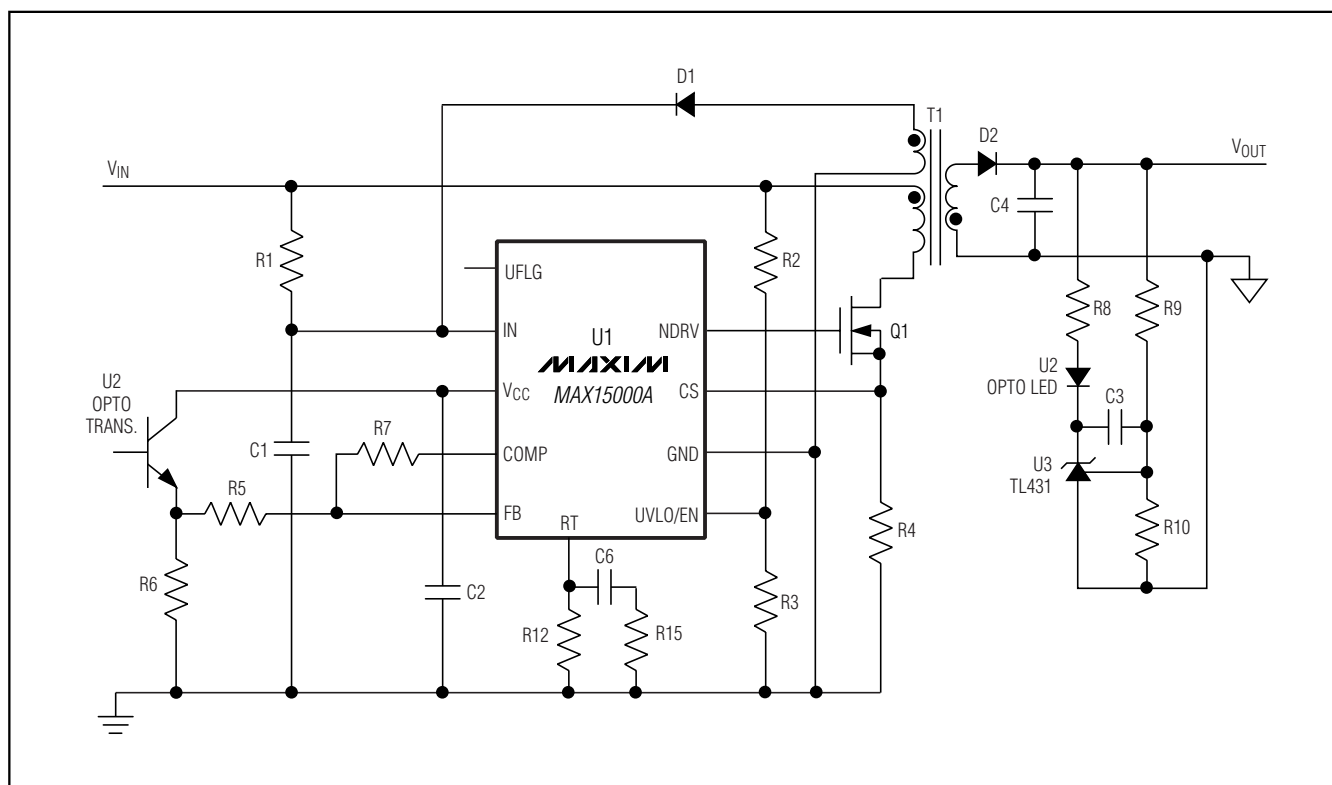 D1
T1
D2
VIN
VOUT
C4
R1
R2
UFLG
R8
R9
IN
U1
NDRV
Q1
MAXIM
U2
OPTO
TRANS.
VCC
MAX15000A
CS
U2
OPTO LED
C3
R7
C1
COMP
GND
U3
TL431
R5
FB
RT
UVLO/EN
R4
R10
C6
R6
C2
R3
R12
R15